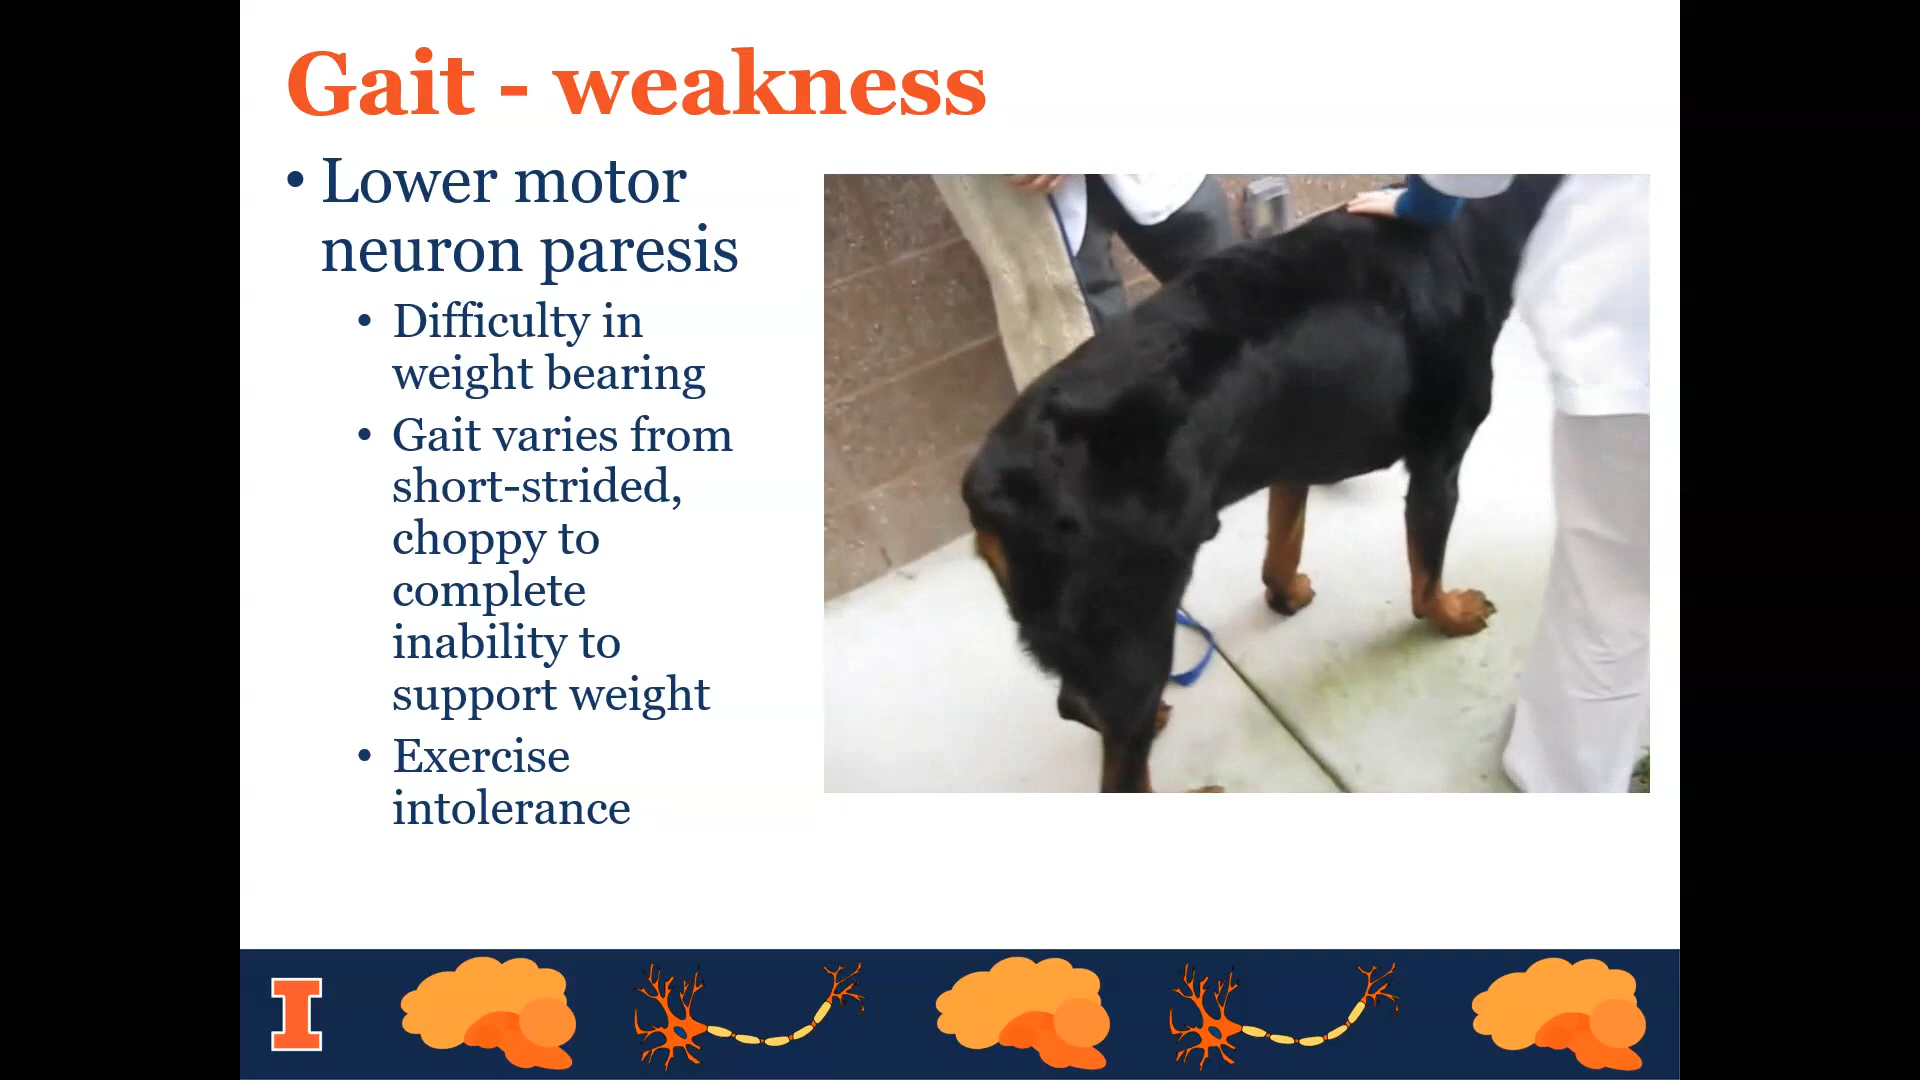 Gait - weakness
• Lower motor
neuron paresis
• Difficulty in
weight bearing
• Gait varies from
short-strided,
choppy to
complete
inability to
support weight
• Exercise
intolerance
I